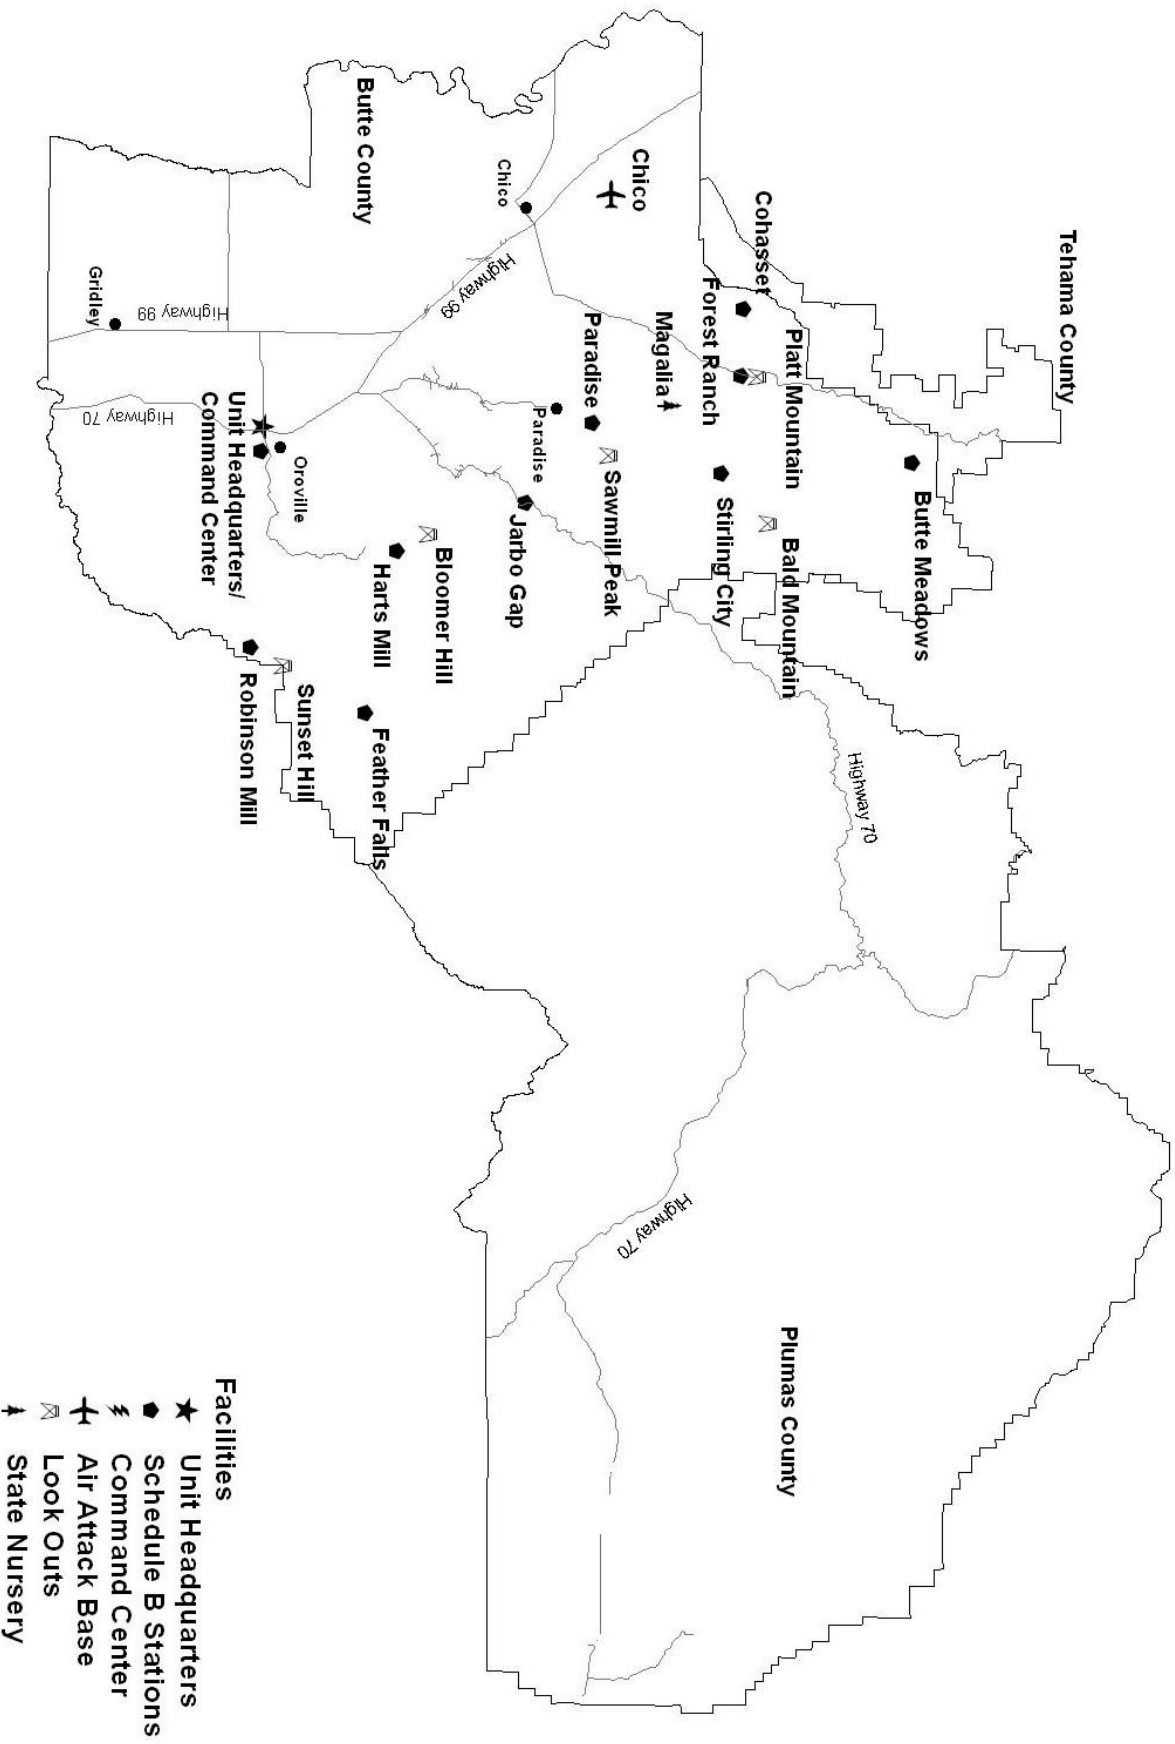 Tehama County
Butte Meadows
Cohasset
Platt Mountain
Bald Mountain
Forest Ranch
Stirling City
Chico
Magalia
Paradise
Sawmill Peak
Highway 70
Chico
Paradise
Jarbo Gap
Highway 99
Butte County
Bloomer Hill
Harts Mill
Feather Falls
Oroville
Sunset Hill
Unit Headquarters/
Command Center
Robinson Mill
Highway 99
Highway 70
Gridley
Plumas County
Highway 70
Facilities
Unit Headquarters
Schedule B Stations
Command Center
Air Attack Base
Look Outs
State Nursery